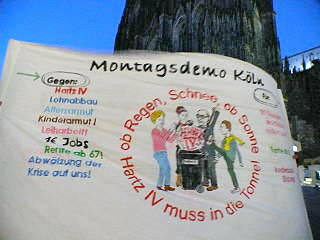 Montagsdemo Köln
Gegen:
Hartz IV
Lohnabbau
Altersarmut
Kinderarmut!
Leiharbeit!
1€ Jobs
Rente ab 67!
Abwälzung der
Krise auf uns!
ob Regen, Schnee, ob Sonne
Hartz IV muss in die Tonne!